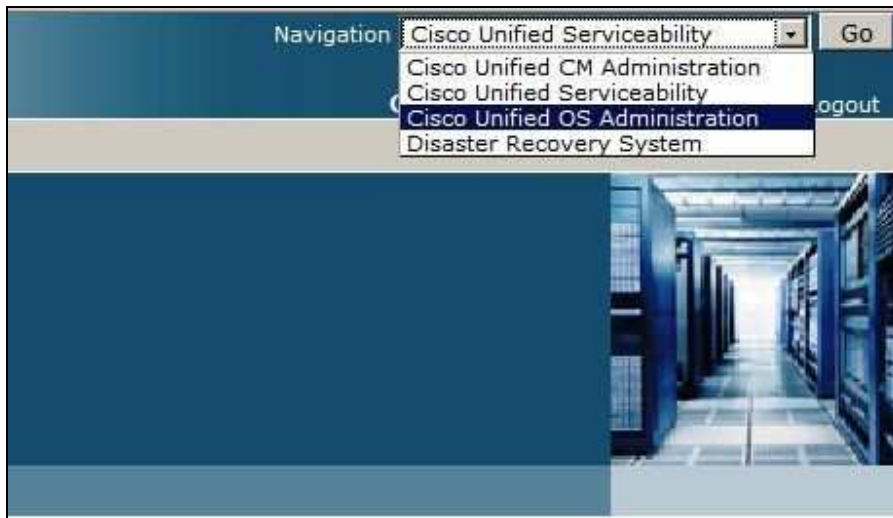 Navigation Cisco Unified Serviceability Go
Cisco Unified CM Administration
Cisco Unified Serviceability
Cisco Unified OS Administration
Disaster Recovery System